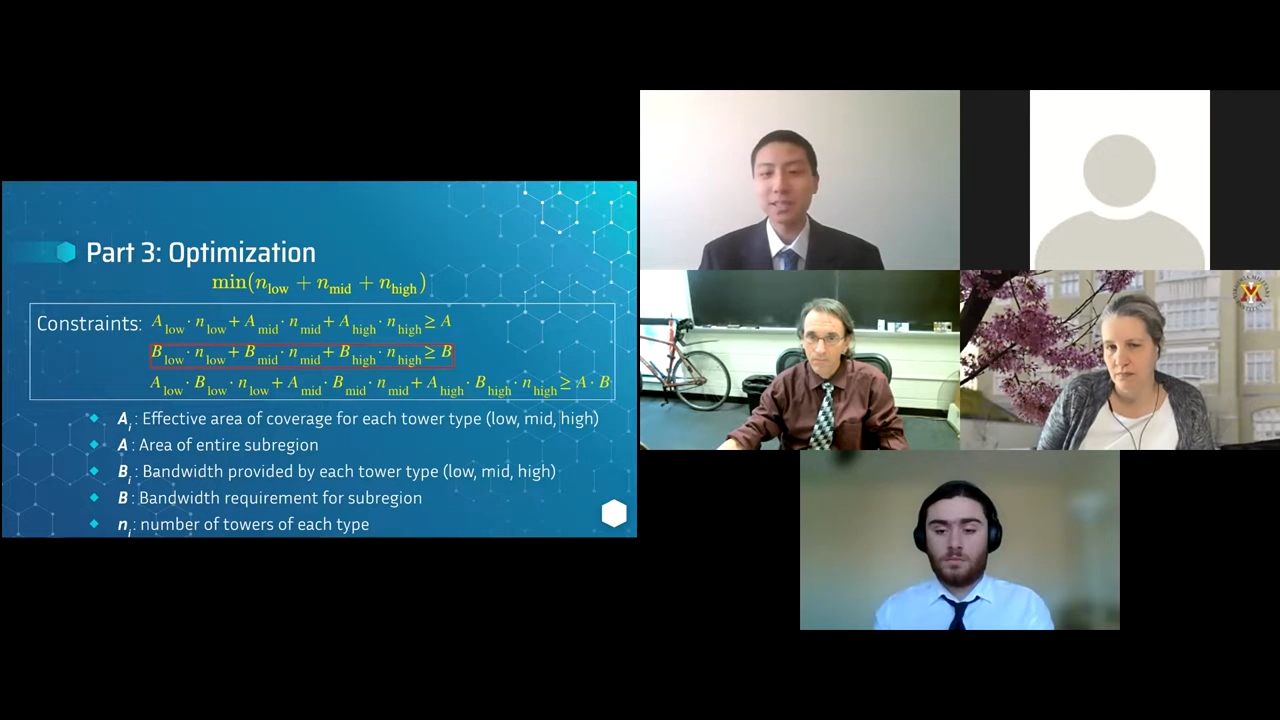 Part 3: Optimization
min(n_low + n_mid + n_high)
Constraints: A_low · n_low + A_mid · n_mid + A_high · n_high ≥ A
B_low · n_low + B_mid · n_mid + B_high · n_high ≥ B
A_low · B_low · n_low + A_mid · B_mid · n_mid + A_high · B_high · n_high ≥ A · B
A_i : Effective area of coverage for each tower type (low, mid, high)
A : Area of entire subregion
B_i : Bandwidth provided by each tower type (low, mid, high)
B : Bandwidth requirement for subregion
n_i : number of towers of each type